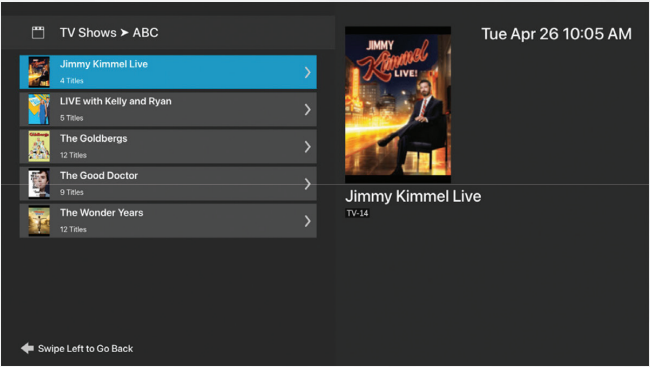 TV Shows ➤ ABC
Tue Apr 26 10:05 AM
Jimmy Kimmel Live
4 Titles
LIVE with Kelly and Ryan
5 Titles
The Goldbergs
12 Titles
The Good Doctor
9 Titles
The Wonder Years
12 Titles
JIMMY
Kimmel
LIVE!
Jimmy Kimmel Live
TV-14
Swipe Left to Go Back